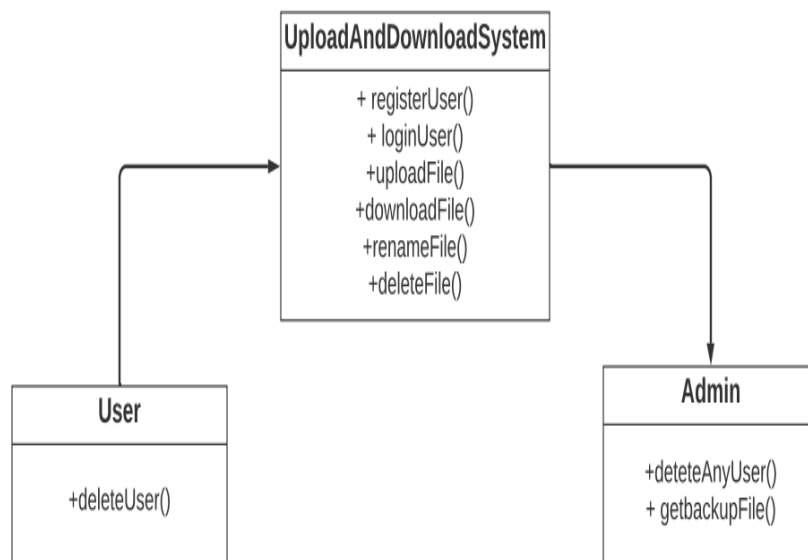 UploadAndDownloadSystem
+ registerUser()
+ loginUser()
+uploadFile()
+downloadFile()
+renameFile()
+deleteFile()
User
+deleteUser()
Admin
+deteteAnyUser()
+ getbackupFile()